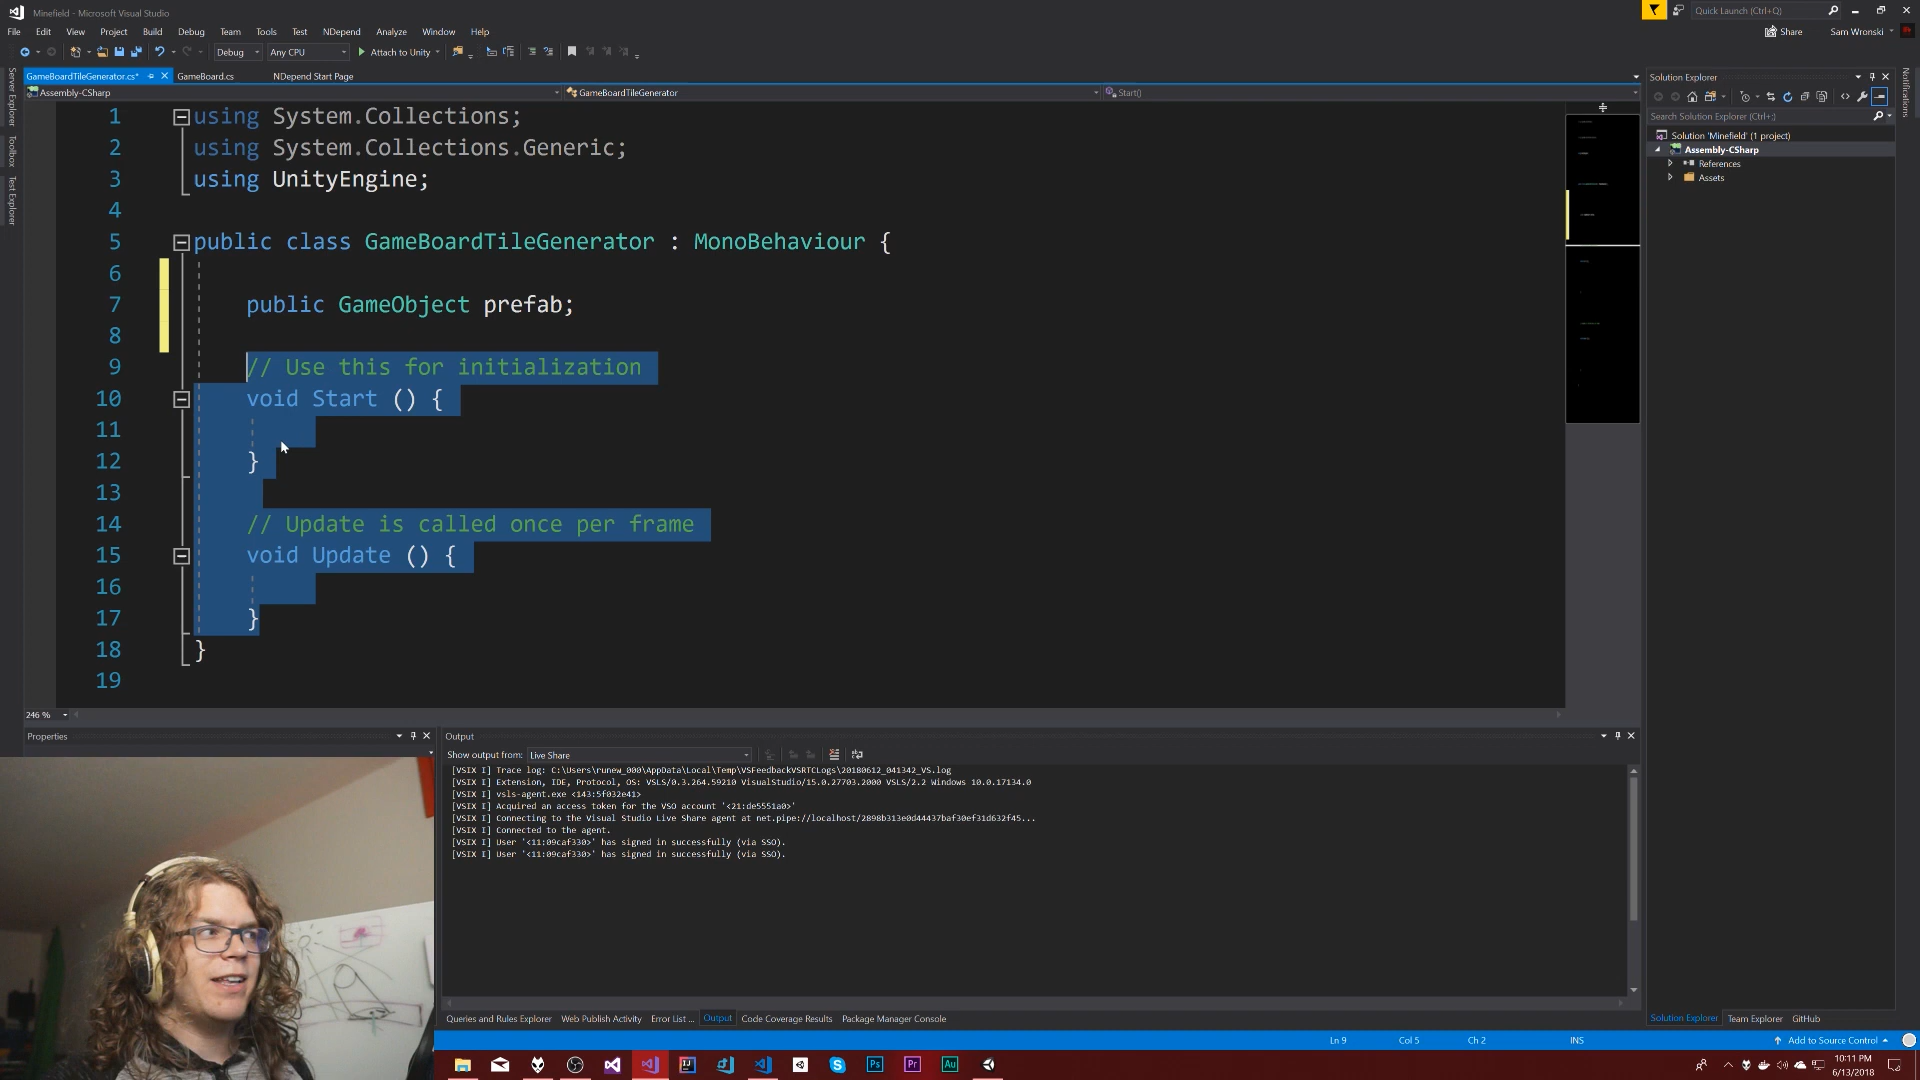 Minefield - Microsoft Visual Studio
Quick Launch (Ctrl+Q)
File Edit View Project Build Debug Team Tools Test NDepend Analyze Window Help
Share
Sam Wronski
Debug
Any CPU
Attach to Unity
GameBoardTileGenerator.cs*
GameBoard.cs
NDepend Start Page
Assembly-CSharp
GameBoardTileGenerator
Start()
Server Explorer
Toolbox
Test Explorer
1 using System.Collections;
2 using System.Collections.Generic;
3 using UnityEngine;
4
5 public class GameBoardTileGenerator : MonoBehaviour {
6
7 public GameObject prefab;
8
9 // Use this for initialization
10 void Start () {
11
12 }
13
14 // Update is called once per frame
15 void Update () {
16
17 }
18 }
19
246 %
Solution Explorer
Search Solution Explorer (Ctrl+;)
Solution 'Minefield' (1 project)
Assembly-CSharp
References
Assets
Notifications
Properties
Output
Show output from: Live Share
[VSIX I] Trace log: C:\Users\runew_000\AppData\Local\Temp\VSFeedbackVSRTCLogs\20180612_041342_VS.log
[VSIX I] Extension, IDE, Protocol, OS: VSLS/0.3.264.59210 VisualStudio/15.0.27703.2000 VSLS/2.2 Windows 10.0.17134.0
[VSIX I] vsls-agent.exe <143:5f032e41>
[VSIX I] Acquired an access token for the VSO account '<21:de5551a0>'
[VSIX I] Connecting to the Visual Studio Live Share agent at net.pipe://localhost/2898b313e0d44437baf30ef31d632f45...
[VSIX I] Connected to the agent.
[VSIX I] User '<11:09caf330>' has signed in successfully (via SSO).
[VSIX I] User '<11:09caf330>' has signed in successfully (via SSO).
Queries and Rules Explorer
Web Publish Activity
Error List ...
Output
Code Coverage Results
Package Manager Console
Solution Explorer
Team Explorer
GitHub
Ln 9
Col 5
Ch 2
INS
Add to Source Control
Ps
Pr
Au
10:11 PM
6/13/2018